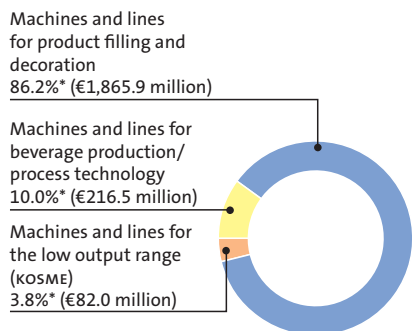 Machines and lines
for product filling and
decoration
86.2%* (€1,865.9 million)
Machines and lines for
beverage production/
process technology
10.0%* (€216.5 million)
Machines and lines for
the low output range
(KOSME)
3.8%* (€82.0 million)